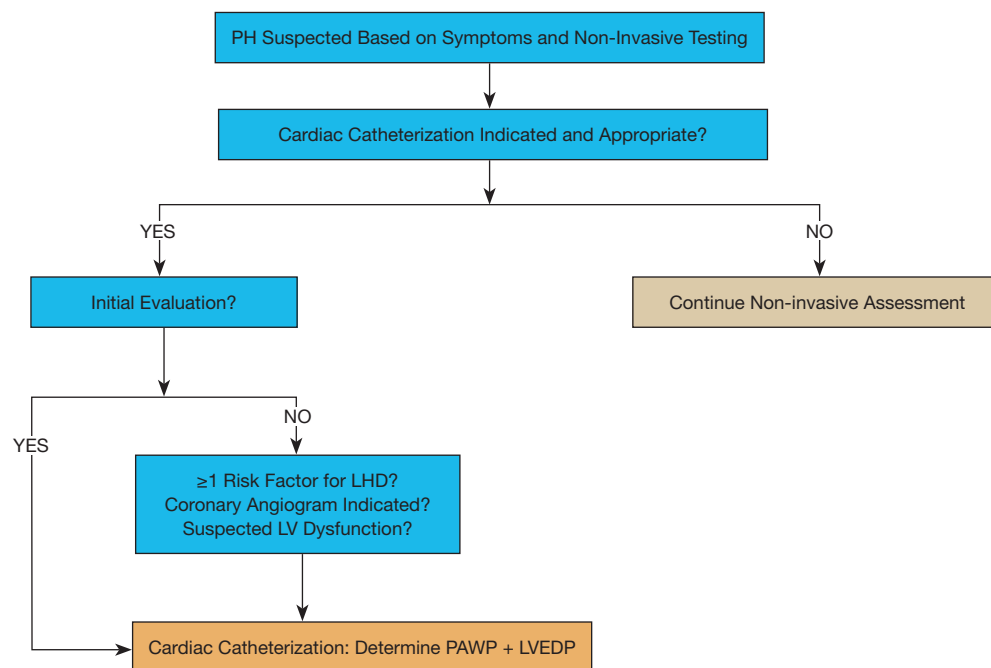 PH Suspected Based on Symptoms and Non-Invasive Testing
Cardiac Catheterization Indicated and Appropriate?
YES
NO
Initial Evaluation?
Continue Non-invasive Assessment
YES
NO
≥1 Risk Factor for LHD?
Coronary Angiogram Indicated?
Suspected LV Dysfunction?
Cardiac Catheterization: Determine PAWP + LVEDP